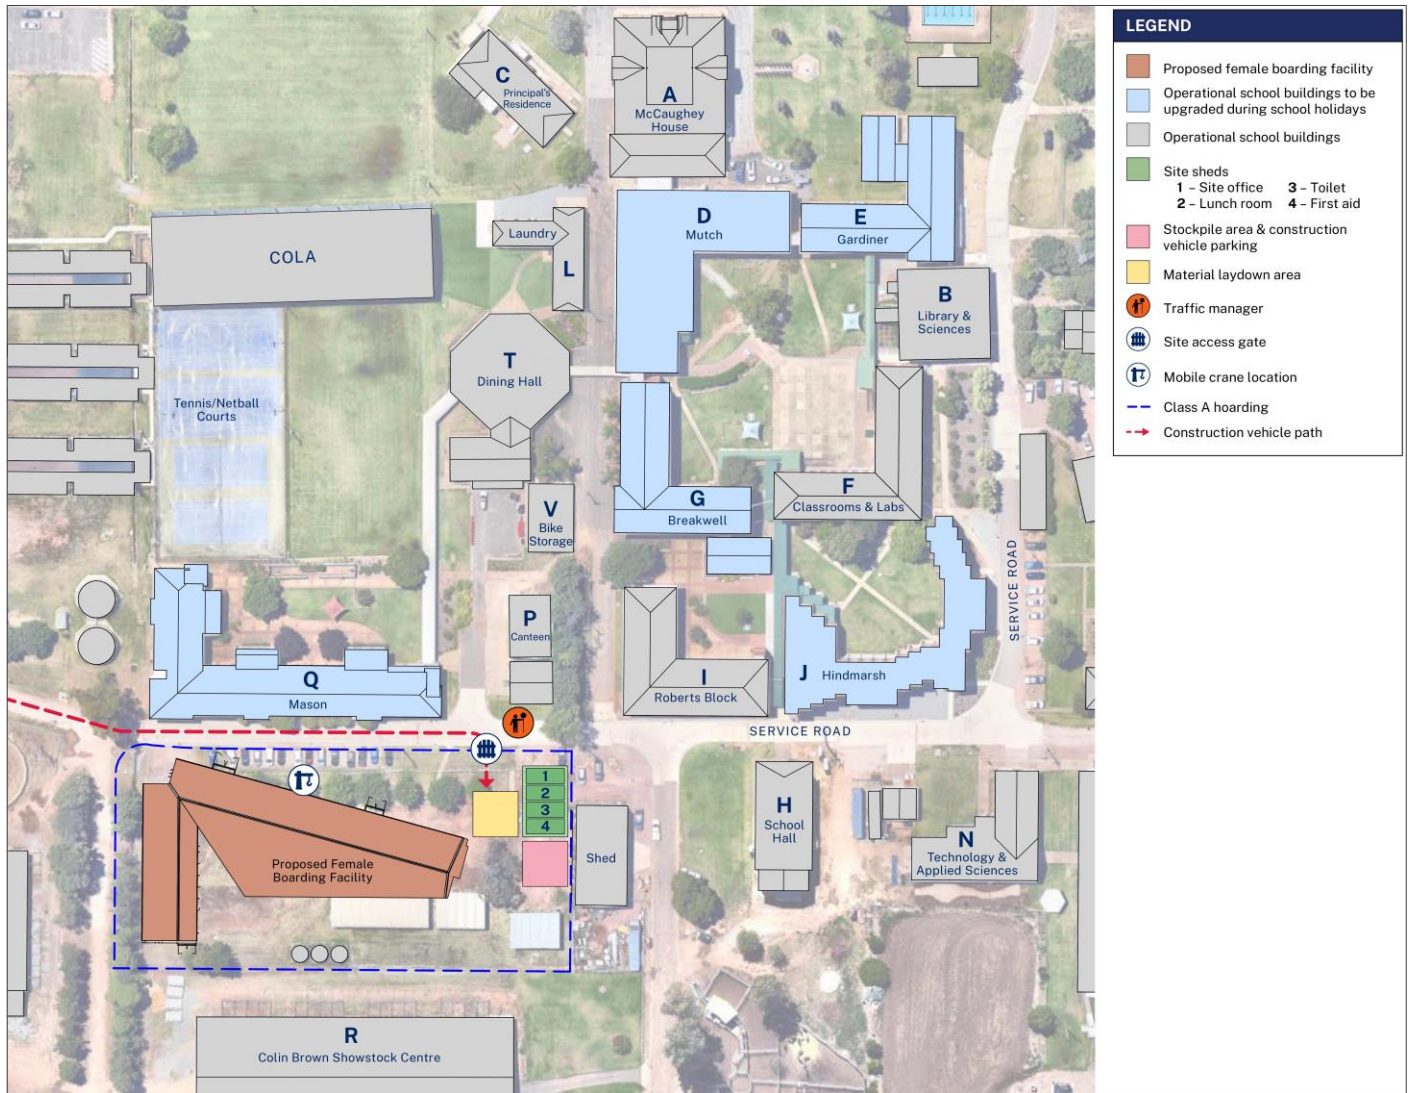 C
Principal's
Residence
A
McCaughey
House
D
Mutch
E
Gardiner
Laundry
L
COLA
B
Library &
Sciences
T
Dining Hall
Tennis/Netball
Courts
G
Breakwell
F
Classrooms & Labs
V
Bike
Storage
SERVICE ROAD
P
Canteen
Q
Mason
I
Roberts Block
J Hindmarsh
SERVICE ROAD
1
2
3
4
Proposed Female
Boarding Facility
Shed
H
School
Hall
N
Technology &
Applied Sciences
R
Colin Brown Showstock Centre
LEGEND
Proposed female boarding facility
Operational school buildings to be
upgraded during school holidays
Operational school buildings
Site sheds
1 – Site office 3 – Toilet
2 – Lunch room 4 – First aid
Stockpile area & construction
vehicle parking
Material laydown area
Traffic manager
Site access gate
Mobile crane location
Class A hoarding
Construction vehicle path